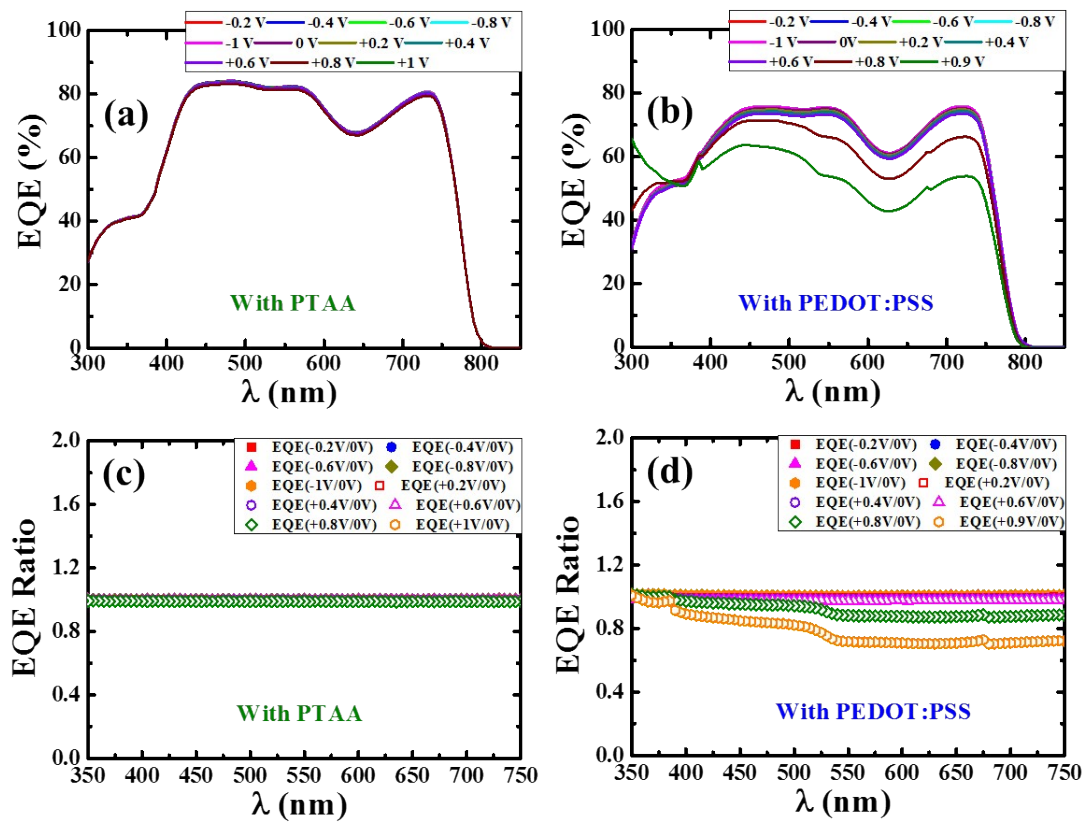 -0.2 V -0.4 V -0.6 V -0.8 V
-1 V 0 V +0.2 V +0.4 V
+0.6 V +0.8 V +1 V
(a)
EQE (%)
100
80
60
40
20
0
With PTAA
300 400 500 600 700 800
λ (nm)
-0.2 V -0.4 V -0.6 V -0.8 V
-1 V 0V +0.2 V +0.4 V
+0.6 V +0.8 V +0.9 V
(b)
EQE (%)
100
80
60
40
20
0
With PEDOT:PSS
300 400 500 600 700 800
λ (nm)
EQE(-0.2V/0V) EQE(-0.4V/0V)
EQE(-0.6V/0V) EQE(-0.8V/0V)
EQE(-1V/0V) EQE(+0.2V/0V)
EQE(+0.4V/0V) EQE(+0.6V/0V)
EQE(+0.8V/0V) EQE(+1V/0V)
(c)
EQE Ratio
2.0
1.6
1.2
0.8
0.4
0.0
With PTAA
350 400 450 500 550 600 650 700 750
λ (nm)
EQE(-0.2V/0V) EQE(-0.4V/0V)
EQE(-0.6V/0V) EQE(-0.8V/0V)
EQE(-1V/0V) EQE(+0.2V/0V)
EQE(+0.4V/0V) EQE(+0.6V/0V)
EQE(+0.8V/0V) EQE(+0.9V/0V)
(d)
EQE Ratio
2.0
1.6
1.2
0.8
0.4
0.0
With PEDOT:PSS
350 400 450 500 550 600 650 700 750
λ (nm)